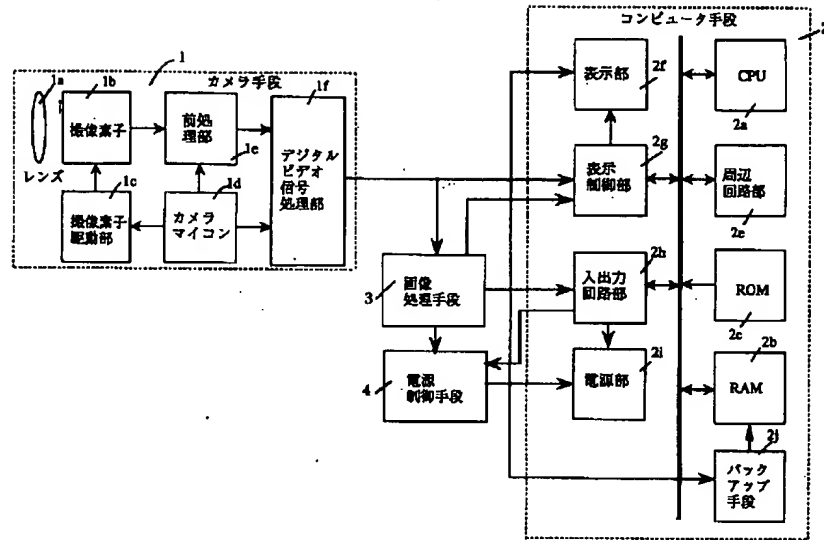 コンピュータ手段
2
1
カメラ手段
1a
1b
撮像素子
前処
理部
1e
1f
デジタル
ビデオ
信号
処理部
レンズ
1c
撮像素子
駆動部
1d
カメラ
マイコン
表示部
2f
CPU
2a
2g
表示
制御部
周辺
回路部
2e
3
画像
処理手段
2h
入出力
回路部
ROM
2c
4
電源
制御手段
2i
電源部
2b
RAM
2j
バック
アップ
手段